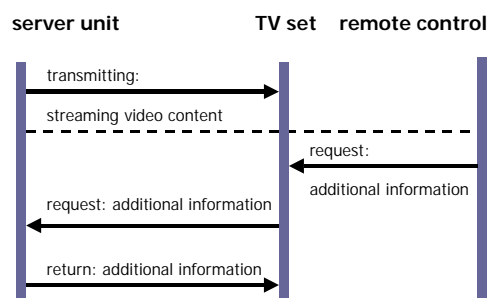 server unit TV set remote control
transmitting:
streaming video content
request:
additional information
request: additional information
return: additional information